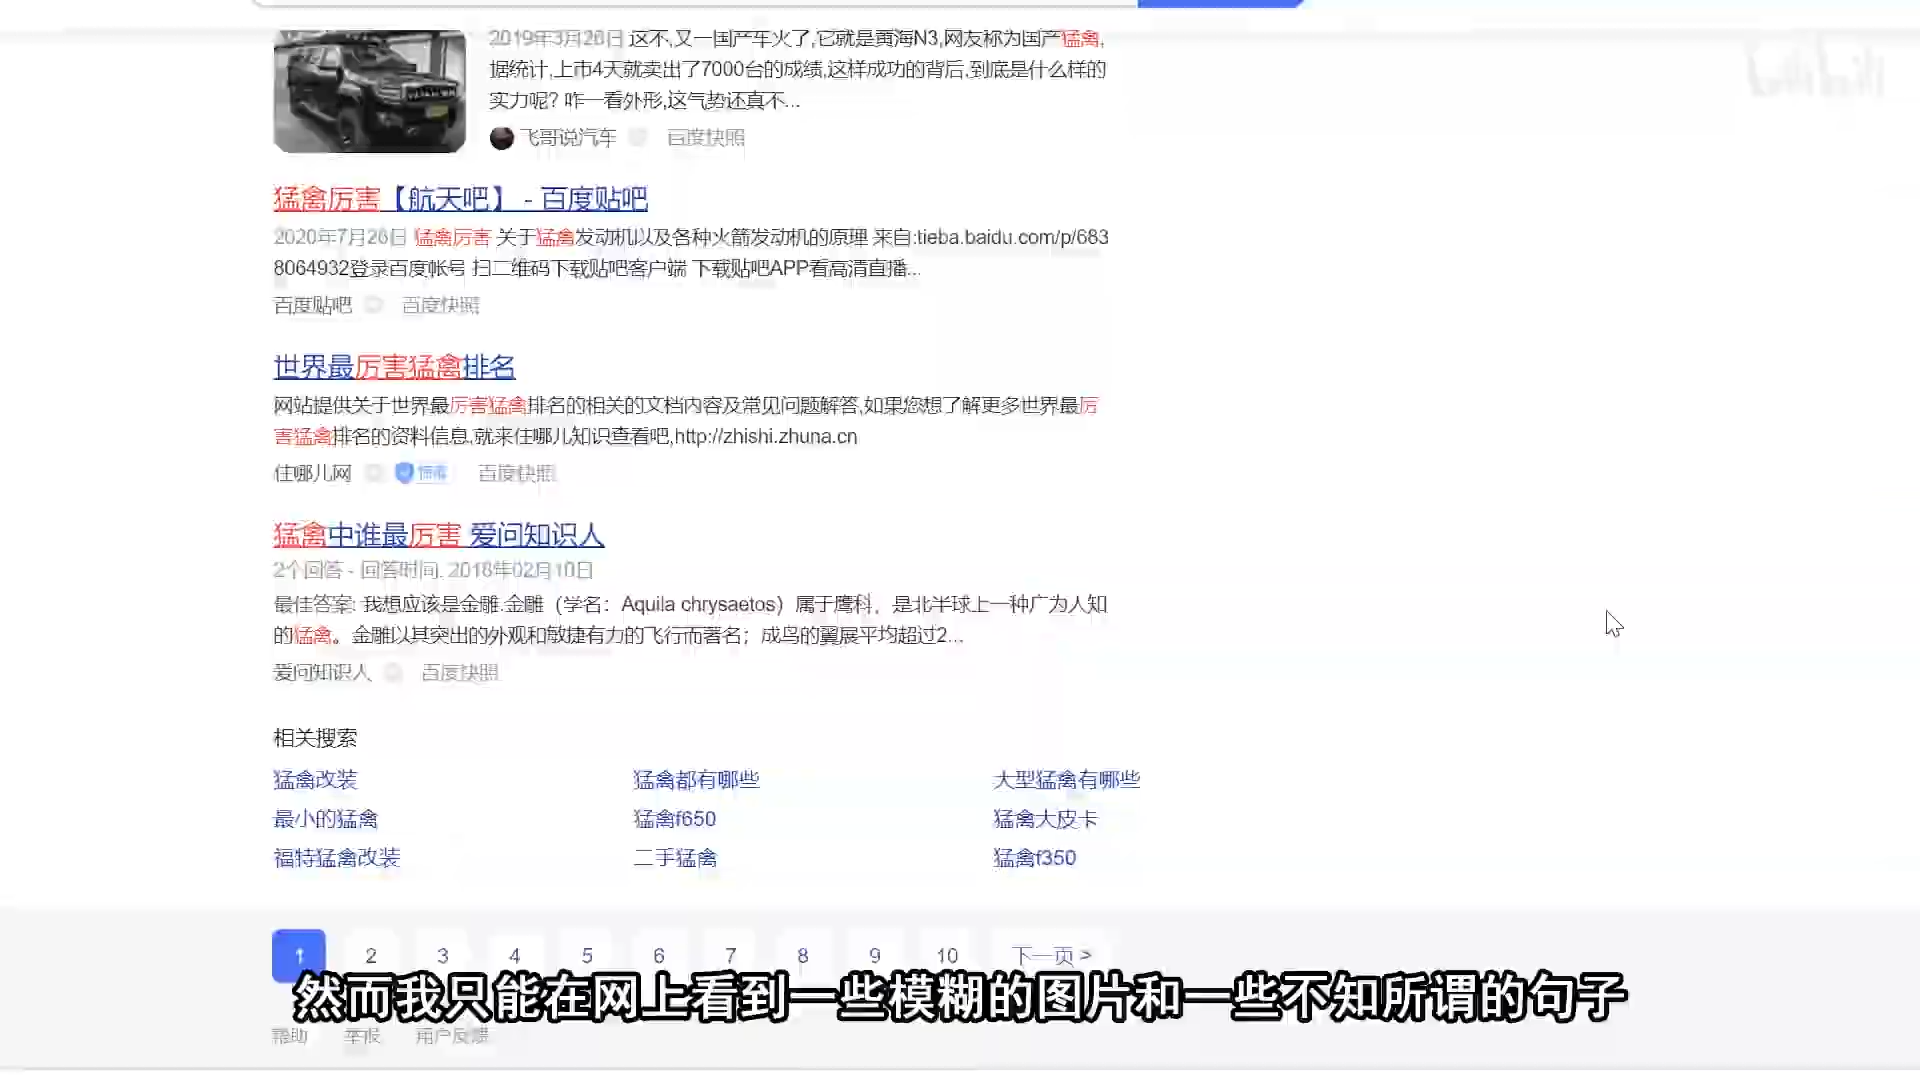 2019年3月26日 这不,又一国产车火了,它就是黄海N3,网友称为国产猛禽,
据统计,上市4天就卖出了7000台的成绩,这样成功的背后,到底是什么样的
实力呢? 咋一看外形,这气势还真不...
飞哥说汽车 百度快照
猛禽厉害【航天吧】 - 百度贴吧
2020年7月26日 猛禽厉害 关于猛禽发动机以及各种火箭发动机的原理 来自:tieba.baidu.com/p/683
8064932登录百度帐号 扫二维码下载贴吧客户端 下载贴吧APP看高清直播...
百度贴吧 百度快照
世界最厉害猛禽排名
网站提供关于世界最厉害猛禽排名的相关的文档内容及常见问题解答,如果您想了解更多世界最厉
害猛禽排名的资料信息,就来住哪儿知识查看吧,http://zhishi.zhuna.cn
住哪儿网 百度快照
猛禽中谁最厉害 爱问知识人
2个回答 - 回答时间: 2018年02月10日
最佳答案: 我想应该是金雕.金雕（学名：Aquila chrysaetos）属于鹰科，是北半球上一种广为人知
的猛禽。金雕以其突出的外观和敏捷有力的飞行而著名；成鸟的翼展平均超过2...
爱问知识人 百度快照
相关搜索
猛禽改装 猛禽都有哪些 大型猛禽有哪些
最小的猛禽 猛禽f650 猛禽大皮卡
福特猛禽改装 二手猛禽 猛禽f350
1 2 3 4 5 6 7 8 9 10 下一页 >
然而我只能在网上看到一些模糊的图片和一些不知所谓的句子
帮助 举报 用户反馈